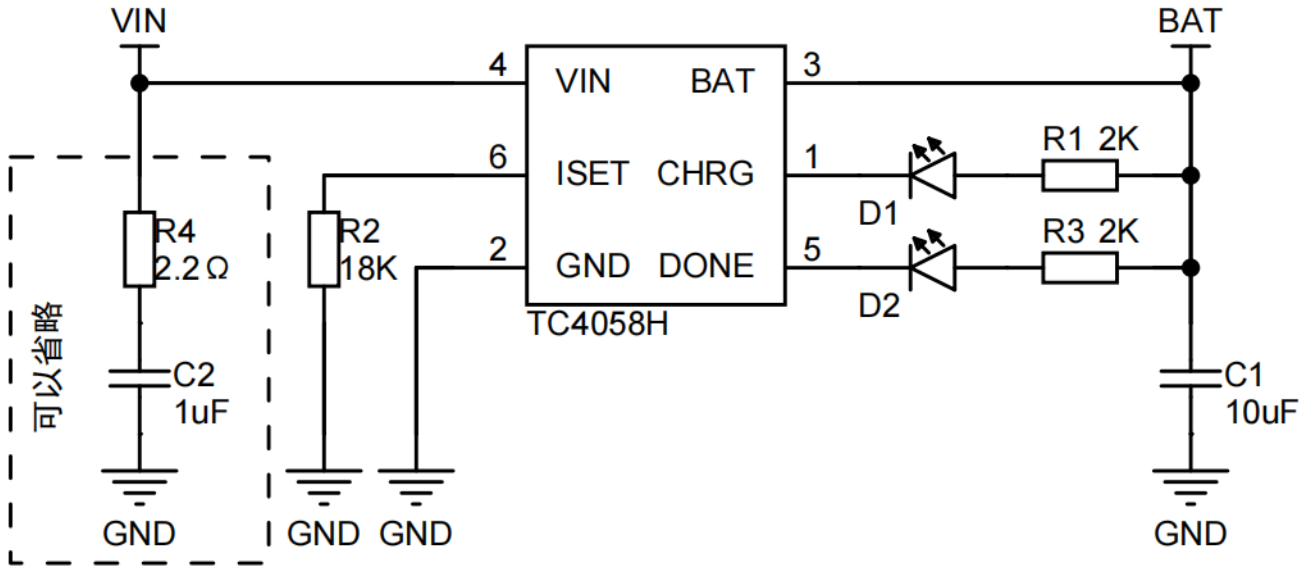 VIN
BAT
4
VIN
BAT
3
6
ISET
CHRG
1
R1 2K
D1
R4
2.2Ω
R2
18K
2
GND
DONE
5
R3 2K
D2
TC4058H
可以省略
C2
1uF
C1
10uF
GND
GND
GND
GND